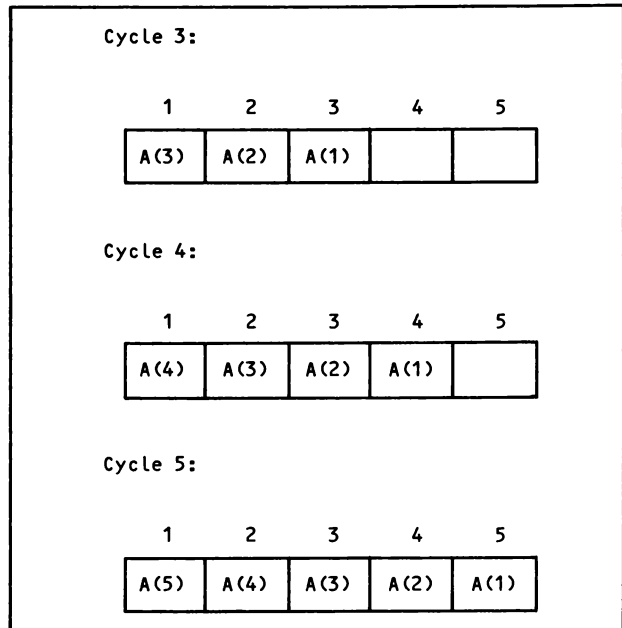 Cycle 3:
1 2 3 4 5
A(3) A(2) A(1)
Cycle 4:
1 2 3 4 5
A(4) A(3) A(2) A(1)
Cycle 5:
1 2 3 4 5
A(5) A(4) A(3) A(2) A(1)